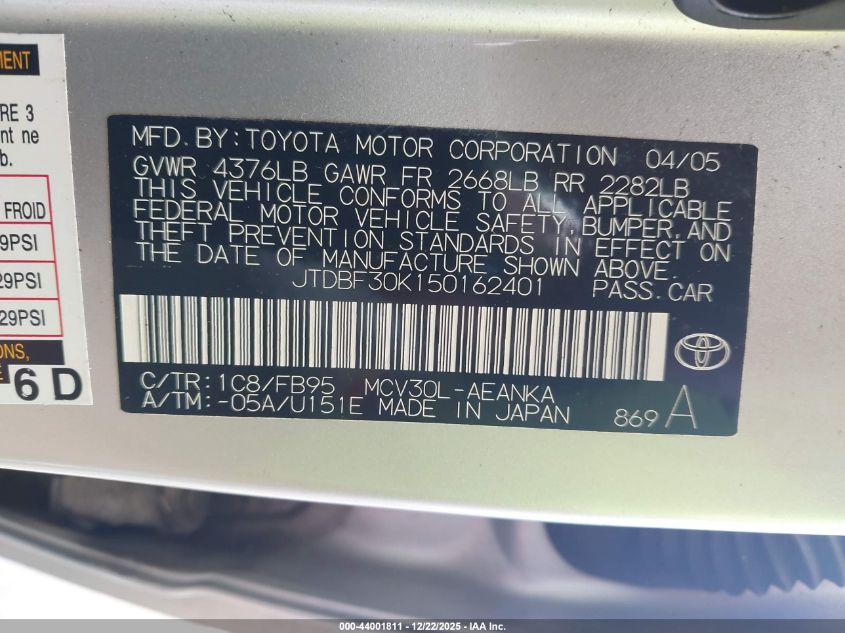 MENT
RE 3
nt ne
b.
FROID
9PSI
29PSI
29PSI
ONS,
6D
MFD.BY:TOYOTA MOTOR CORPORATION 04/05
GVWR 4376LB GAWR FR 2668LB RR 2282LB
THIS VEHICLE CONFORMS TO ALL APPLICABLE
FEDERAL MOTOR VEHICLE SAFETY,BUMPER,AND
THEFT PREVENTION STANDARDS IN EFFECT ON
THE DATE OF MANUFACTURE SHOWN ABOVE.
JTDBF30K150162401 PASS.CAR
C/TR:1C8/FB95 MCV30L-AEANKA
A/TM:-05A/U151E MADE IN JAPAN 869 A
000-44001811 - 12/22/2025 - IAA Inc.